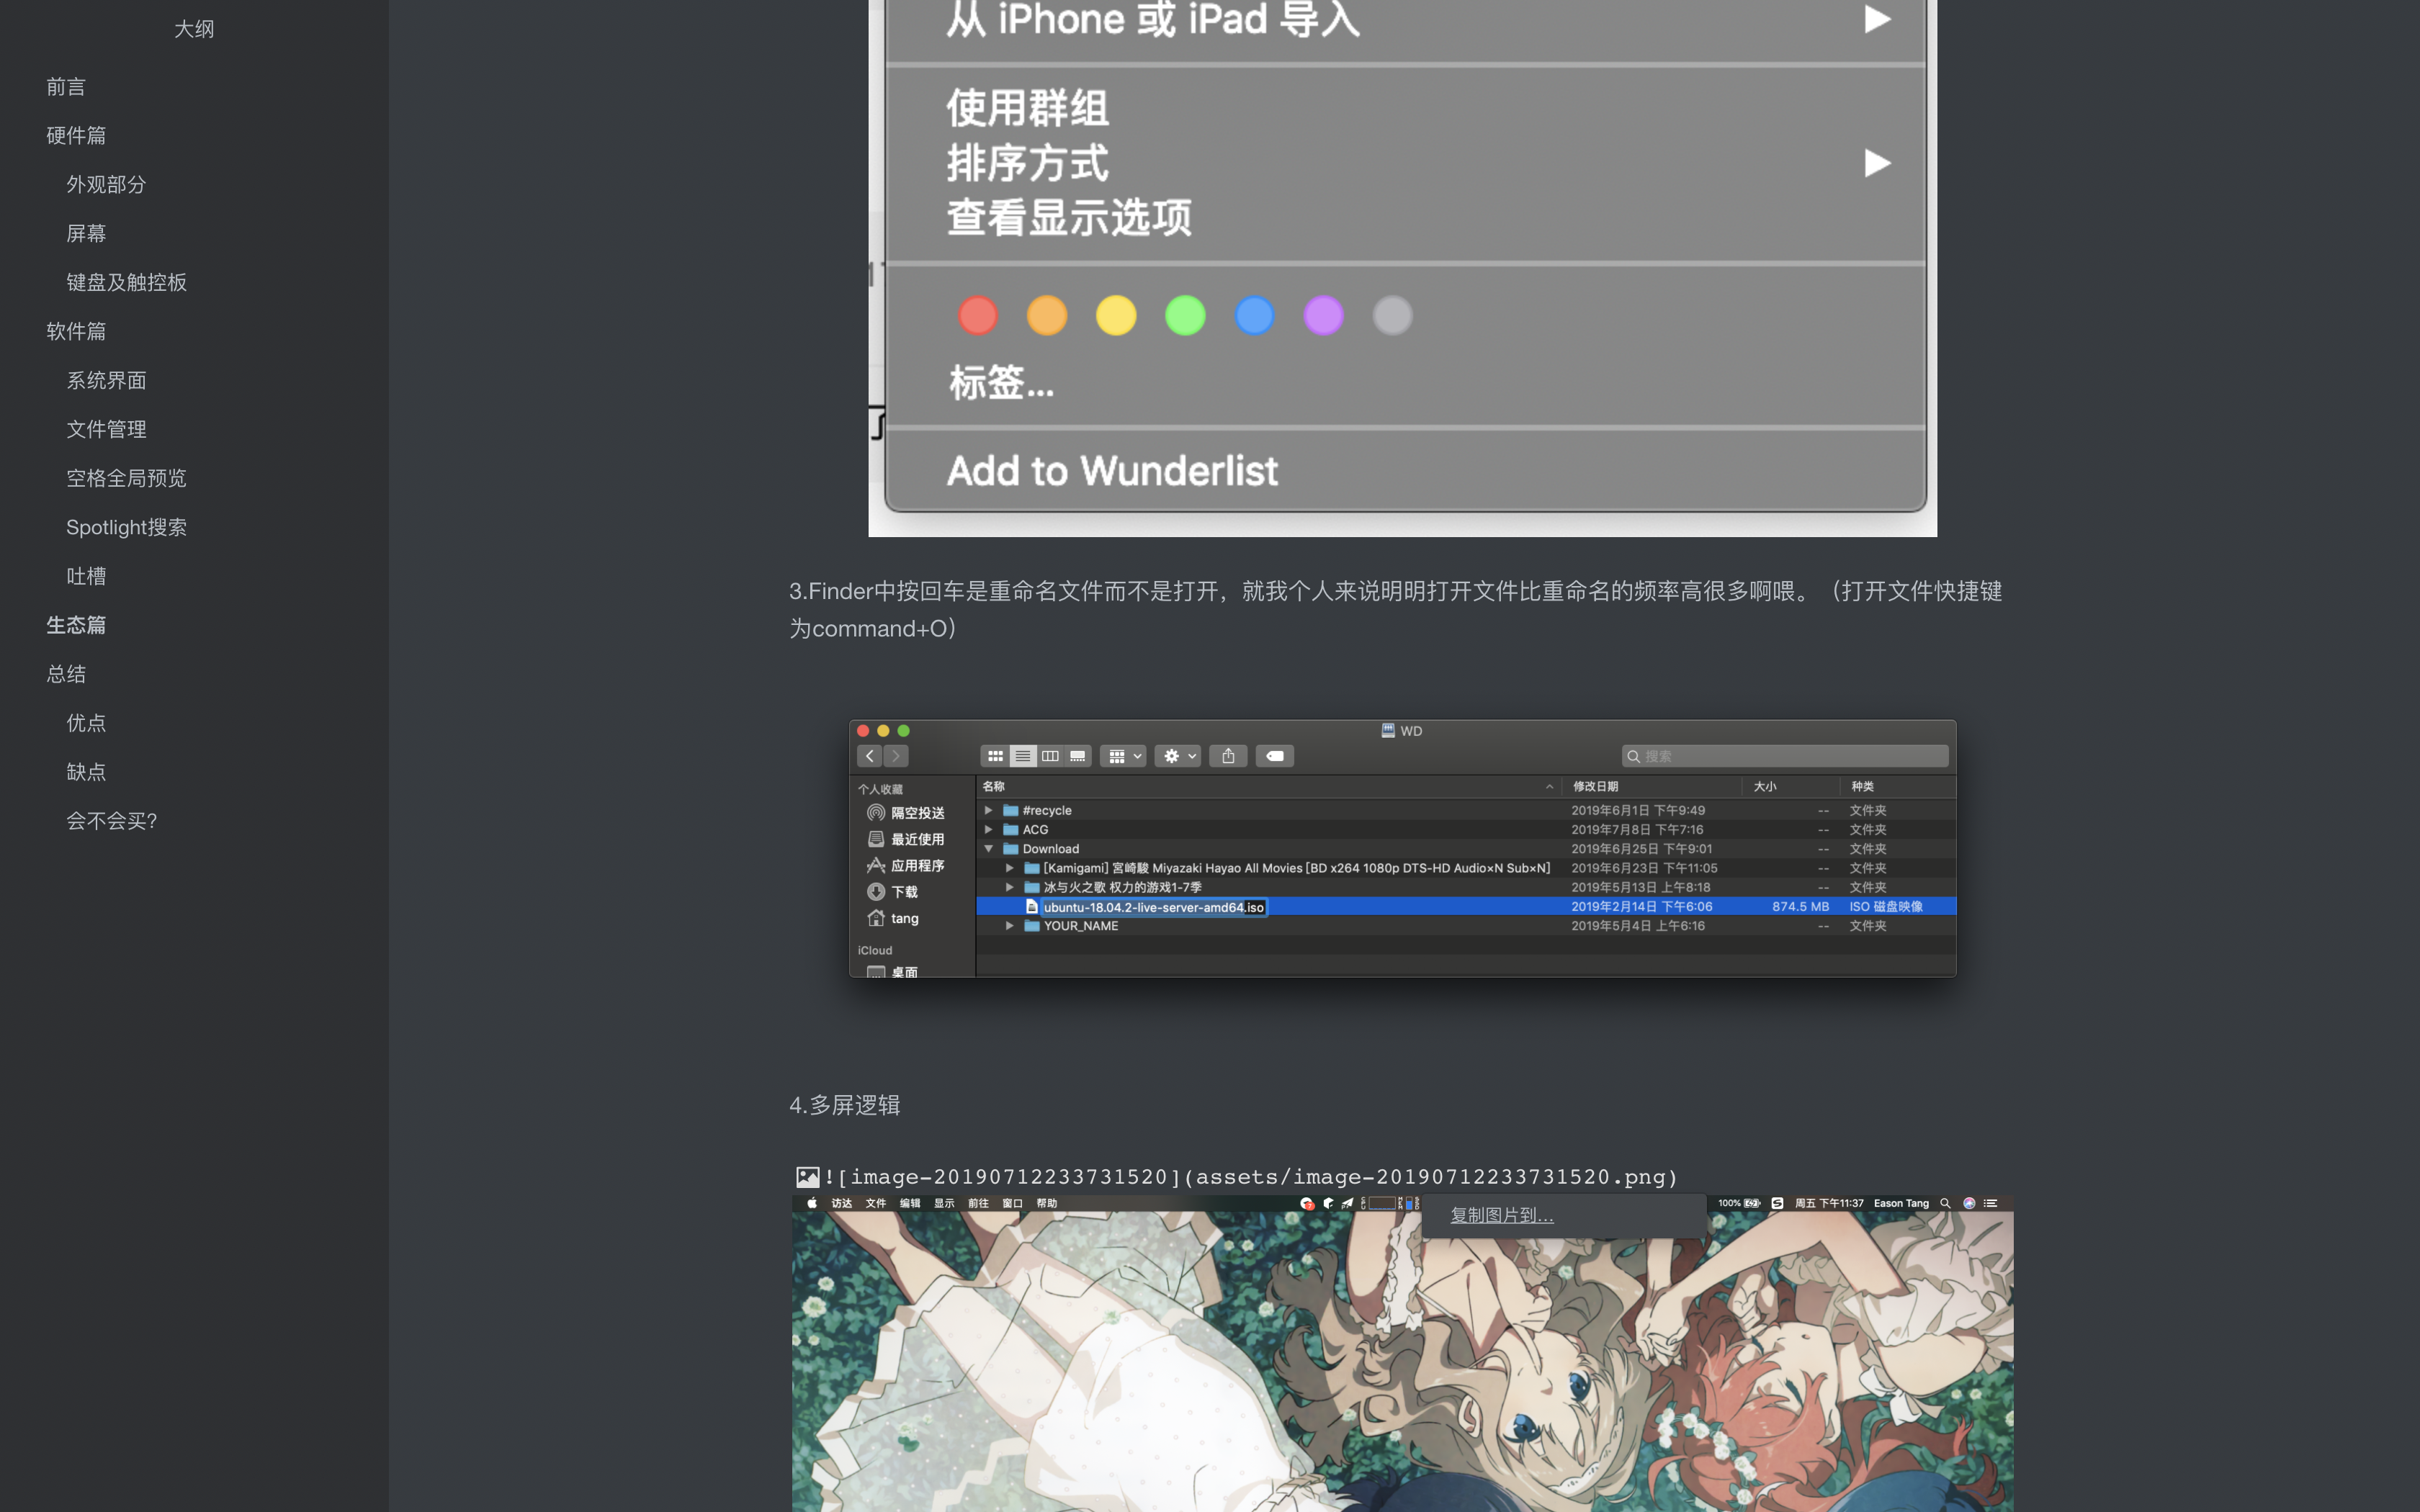 大纲
前言
硬件篇
外观部分
屏幕
键盘及触控板
软件篇
系统界面
文件管理
空格全局预览
Spotlight搜索
吐槽
生态篇
总结
优点
缺点
会不会买?
从 iPhone 或 iPad 导入
使用群组
排序方式
查看显示选项
标签...
Add to Wunderlist
3.Finder中按回车是重命名文件而不是打开，就我个人来说明明打开文件比重命名的频率高很多啊喂。（打开文件快捷键
为command+O）
WD
搜索
个人收藏
隔空投送
最近使用
应用程序
下载
tang
iCloud
桌面
名称 修改日期 大小 种类
#recycle 2019年6月1日 下午9:49 -- 文件夹
ACG 2019年7月8日 下午7:16 -- 文件夹
Download 2019年6月25日 下午9:01 -- 文件夹
[Kamigami] 宮崎駿 Miyazaki Hayao All Movies [BD x264 1080p DTS-HD Audio×N Sub×N] 2019年6月23日 下午11:05 -- 文件夹
冰与火之歌 权力的游戏1-7季 2019年5月13日 上午8:18 -- 文件夹
ubuntu-18.04.2-live-server-amd64.iso 2019年2月14日 下午6:06 874.5 MB ISO 磁盘映像
YOUR_NAME 2019年5月4日 上午6:16 -- 文件夹
4.多屏逻辑
![image-20190712233731520](assets/image-20190712233731520.png)
访达 文件 编辑 显示 前往 窗口 帮助 100% 周五 下午11:37 Eason Tang
复制图片到...